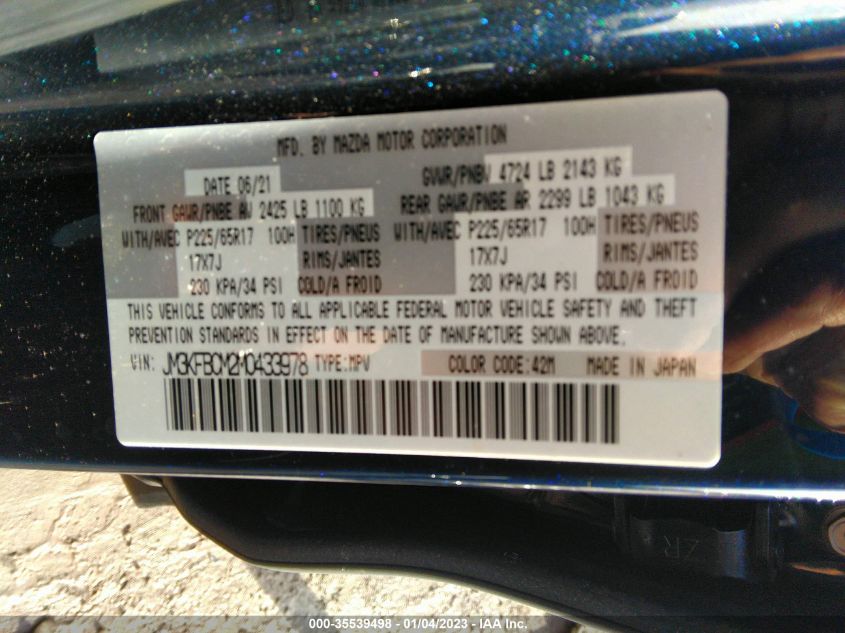 MFD. BY MAZDA MOTOR CORPORATION
DATE 06/21 GVWR/PNBV 4724 LB 2143 KG
FRONT GAWR/PNBE AV 2425 LB 1100 KG REAR GAWR/PNBE AR 2299 LB 1043 KG
WITH/AVEC P225/65R17 100H TIRES/PNEUS WITH/AVEC P225/65R17 100H TIRES/PNEUS
17X7J RIMS/JANTES 17X7J RIMS/JANTES
230 KPA/34 PSI COLD/A FROID 230 KPA/34 PSI COLD/A FROID
THIS VEHICLE CONFORMS TO ALL APPLICABLE FEDERAL MOTOR VEHICLE SAFETY AND THEFT
PREVENTION STANDARDS IN EFFECT ON THE DATE OF MANUFACTURE SHOWN ABOVE.
VIN: JM3KFBCM2M0433978 TYPE:MPV COLOR CODE:42M MADE IN JAPAN
ZR
000-35539498 - 01/04/2023 - IAA Inc.